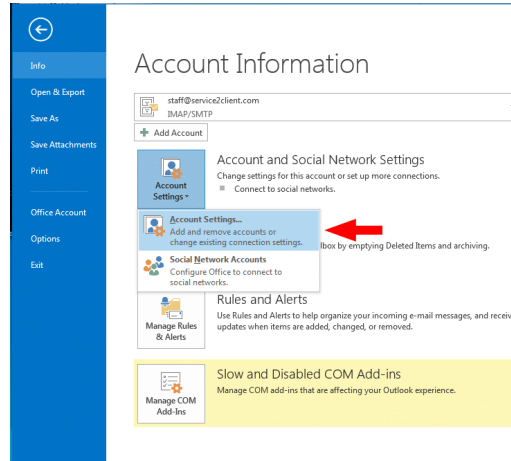 Info
Open & Export
Save As
Save Attachments
Print
Office Account
Options
Exit
Account Information
staff@service2client.com
IMAP/SMTP
Add Account
Account
Settings
Account and Social Network Settings
Change settings for this account or set up more connections.
Connect to social networks.
Account Settings...
Add and remove accounts or
change existing connection settings.
Social Network Accounts
Configure Office to connect to
social networks.
lbox by emptying Deleted Items and archiving.
Manage Rules
& Alerts
Rules and Alerts
Use Rules and Alerts to help organize your incoming e-mail messages, and receiv
updates when items are added, changed, or removed.
Manage COM
Add-Ins
Slow and Disabled COM Add-ins
Manage COM add-ins that are affecting your Outlook experience.